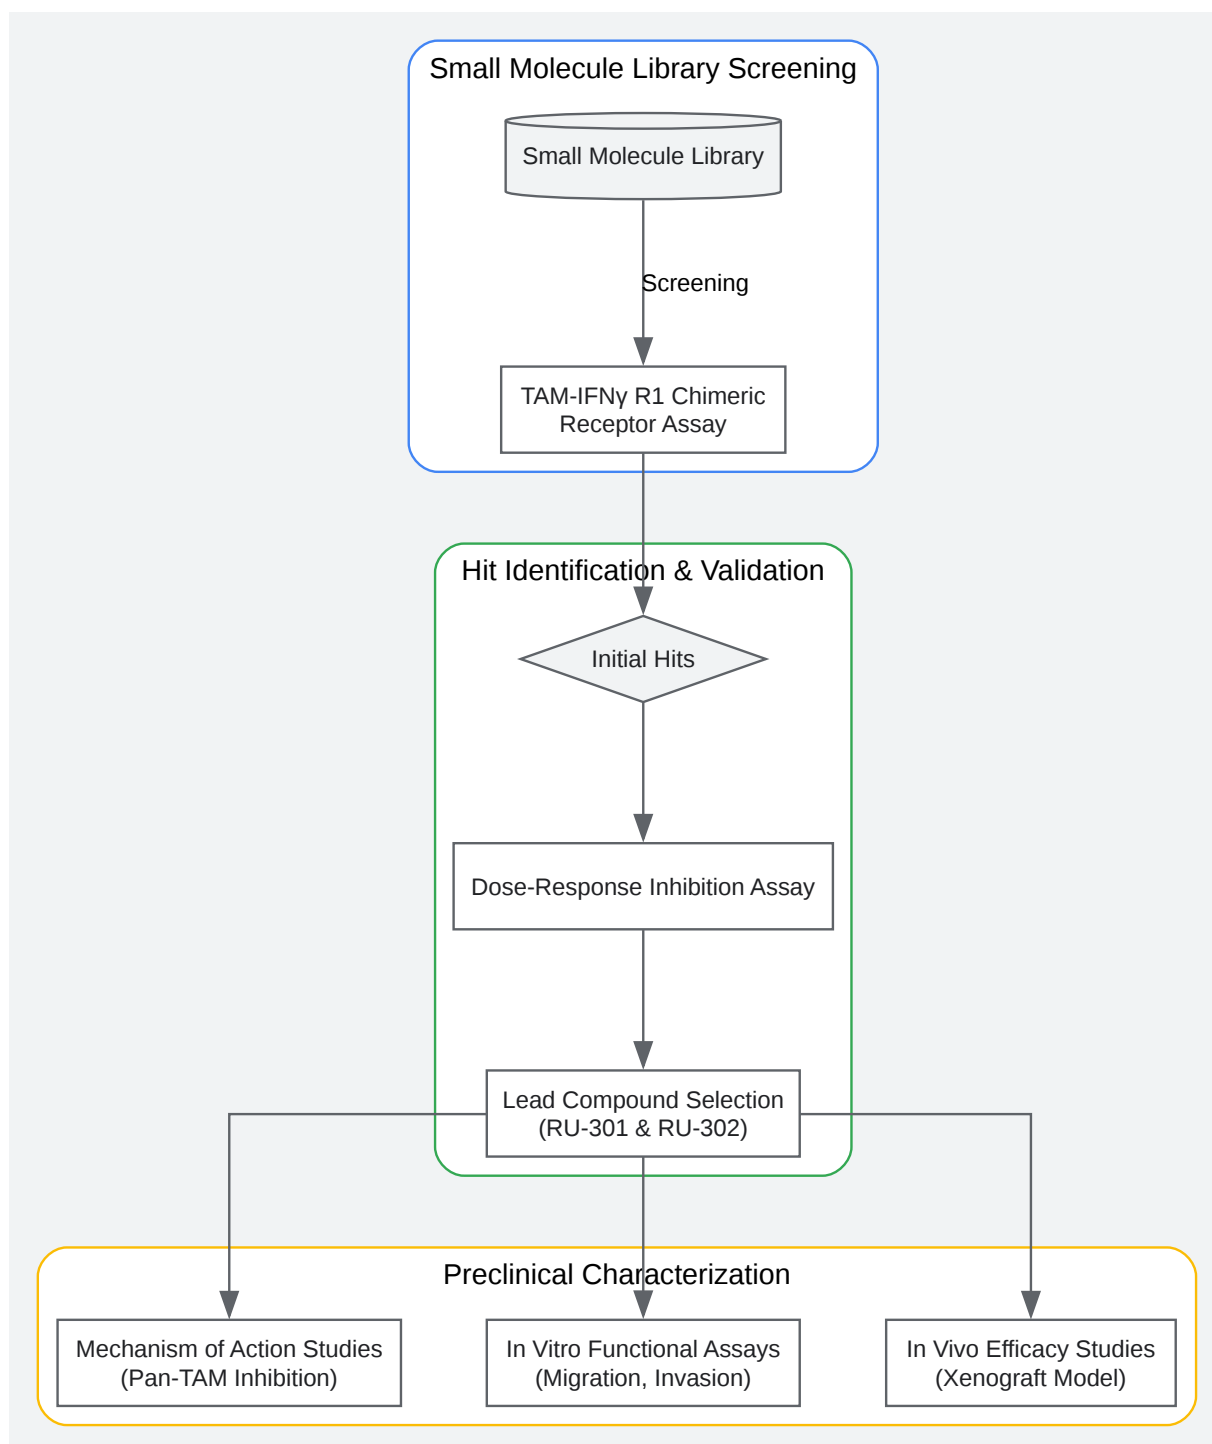 Small Molecule Library Screening
Small Molecule Library
Screening
TAM-IFNγ R1 Chimeric
Receptor Assay
Hit Identification & Validation
Initial Hits
Dose-Response Inhibition Assay
Lead Compound Selection
(RU-301 & RU-302)
Preclinical Characterization
Mechanism of Action Studies
(Pan-TAM Inhibition)
In Vitro Functional Assays
(Migration, Invasion)
In Vivo Efficacy Studies
(Xenograft Model)